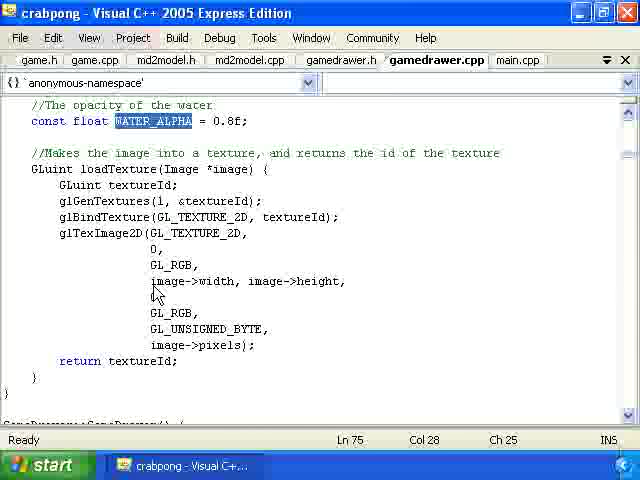 crabpong - Visual C++ 2005 Express Edition
File Edit View Project Build Debug Tools Window Community Help
game.h game.cpp md2model.h md2model.cpp gamedrawer.h gamedrawer.cpp main.cpp
{} `anonymous-namespace'
//The opacity of the water
const float WATER_ALPHA = 0.8f;
//Makes the image into a texture, and returns the id of the texture
GLuint loadTexture(Image *image) {
GLuint textureId;
glGenTextures(1, &textureId);
glBindTexture(GL_TEXTURE_2D, textureId);
glTexImage2D(GL_TEXTURE_2D,
0,
GL_RGB,
image->width, image->height,
GL_RGB,
GL_UNSIGNED_BYTE,
image->pixels);
return textureId;
}
}
Ready Ln 75 Col 28 Ch 25 INS
start crabpong - Visual C+...